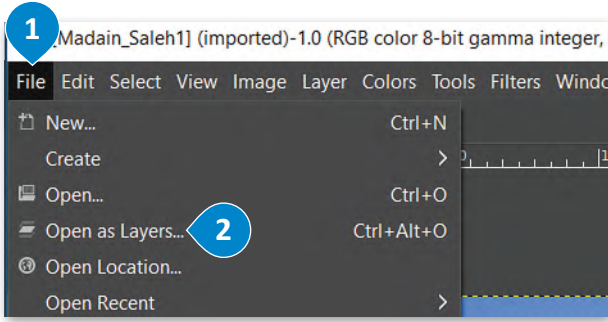 1
[Madain_Saleh1] (imported)-1.0 (RGB color 8-bit gamma integer,
File Edit Select View Image Layer Colors Tools Filters
New... Ctrl+N
Create >
Open... Ctrl+O
Open as Layers... 2 Ctrl+Alt+O
Open Location...
Open Recent >